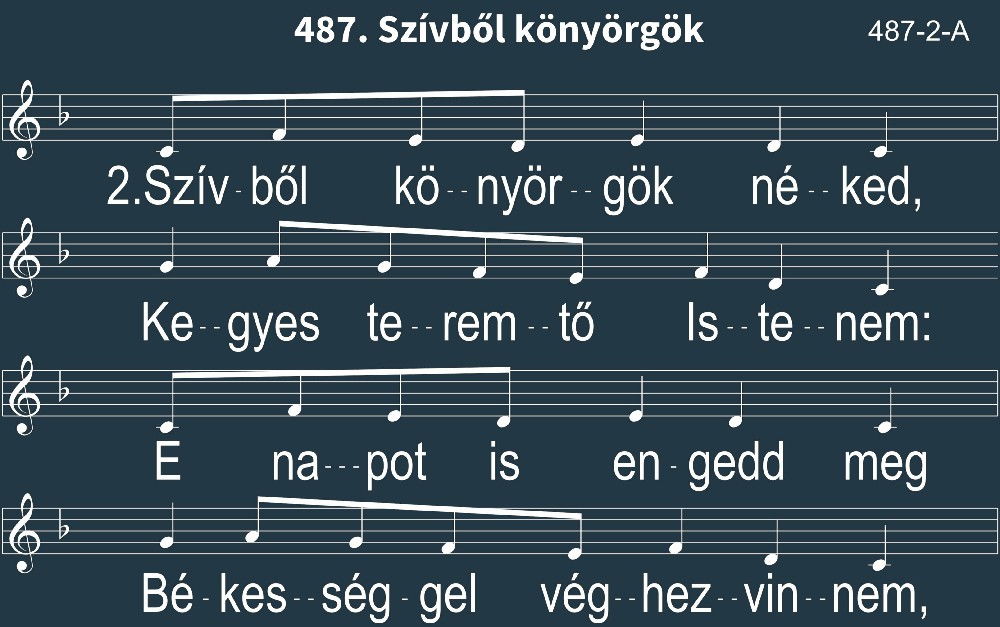 487. Szívből könyörgök
487-2-A
2.Szív - ből kö - - nyör - - gök né - - ked,
Ke - - gyes te - - rem - - tő Is - - te - - nem:
E na - - - pot is en - gedd meg
Bé - kes - - ség - gel vég - - hez - - vin - - nem,